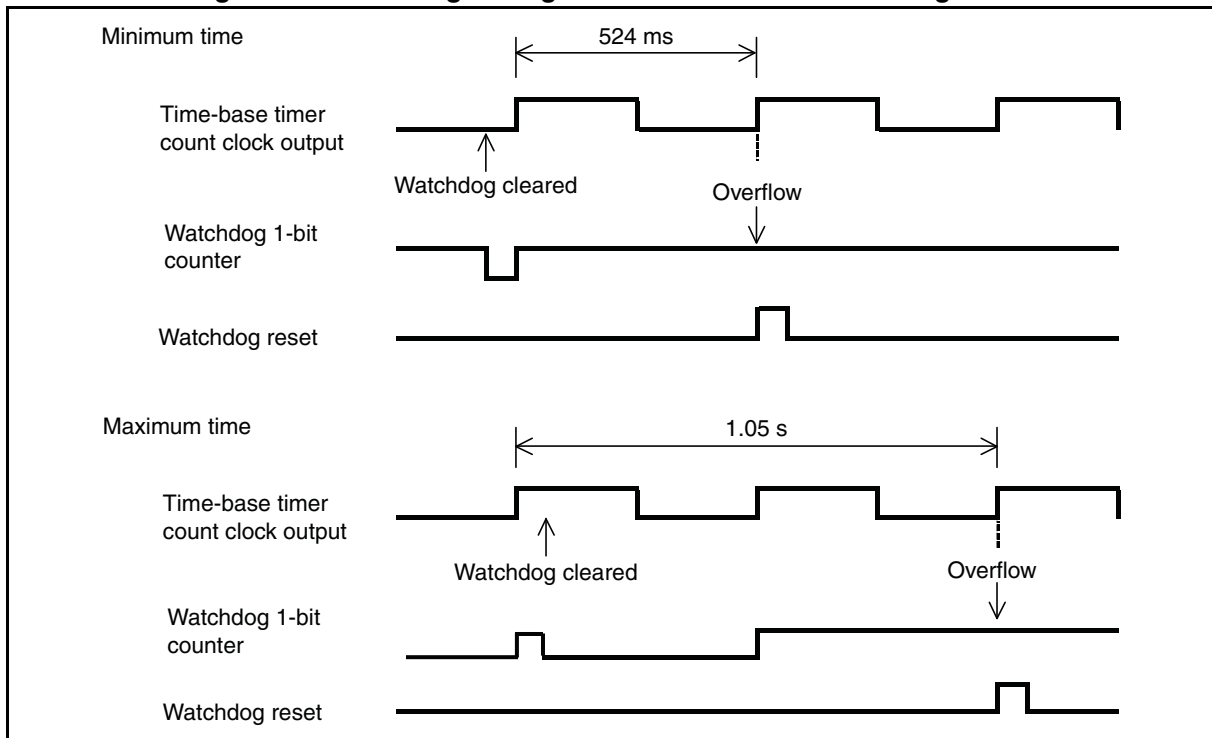 Minimum time
524 ms
Time-base timer
count clock output
Watchdog cleared
Overflow
Watchdog 1-bit
counter
Watchdog reset
Maximum time
1.05 s
Time-base timer
count clock output
Watchdog cleared
Overflow
Watchdog 1-bit
counter
Watchdog reset